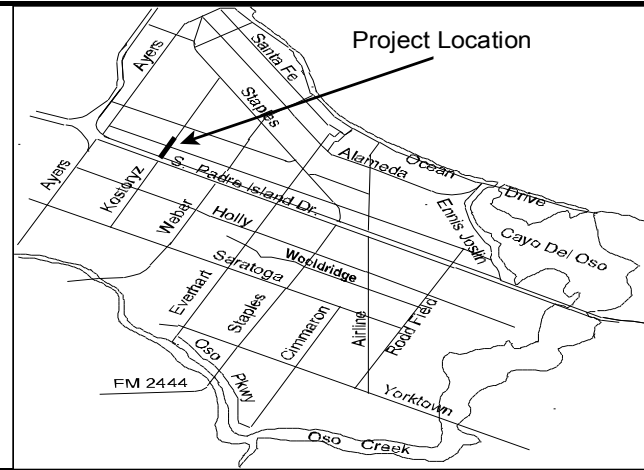 Project Location
Ayers
Santa Fe
Staples
Alameda
Ocean
Drive
Ennis Joslin
Cayo Del Oso
Ayers
Kostoryz
S. Padre Island Dr.
Weber
Holly
Wooldridge
Saratoga
Everhart
Staples
Cimmaron
Airline
Rodd Field
Oso
Pkwy
FM 2444
Yorktown
Oso Creek